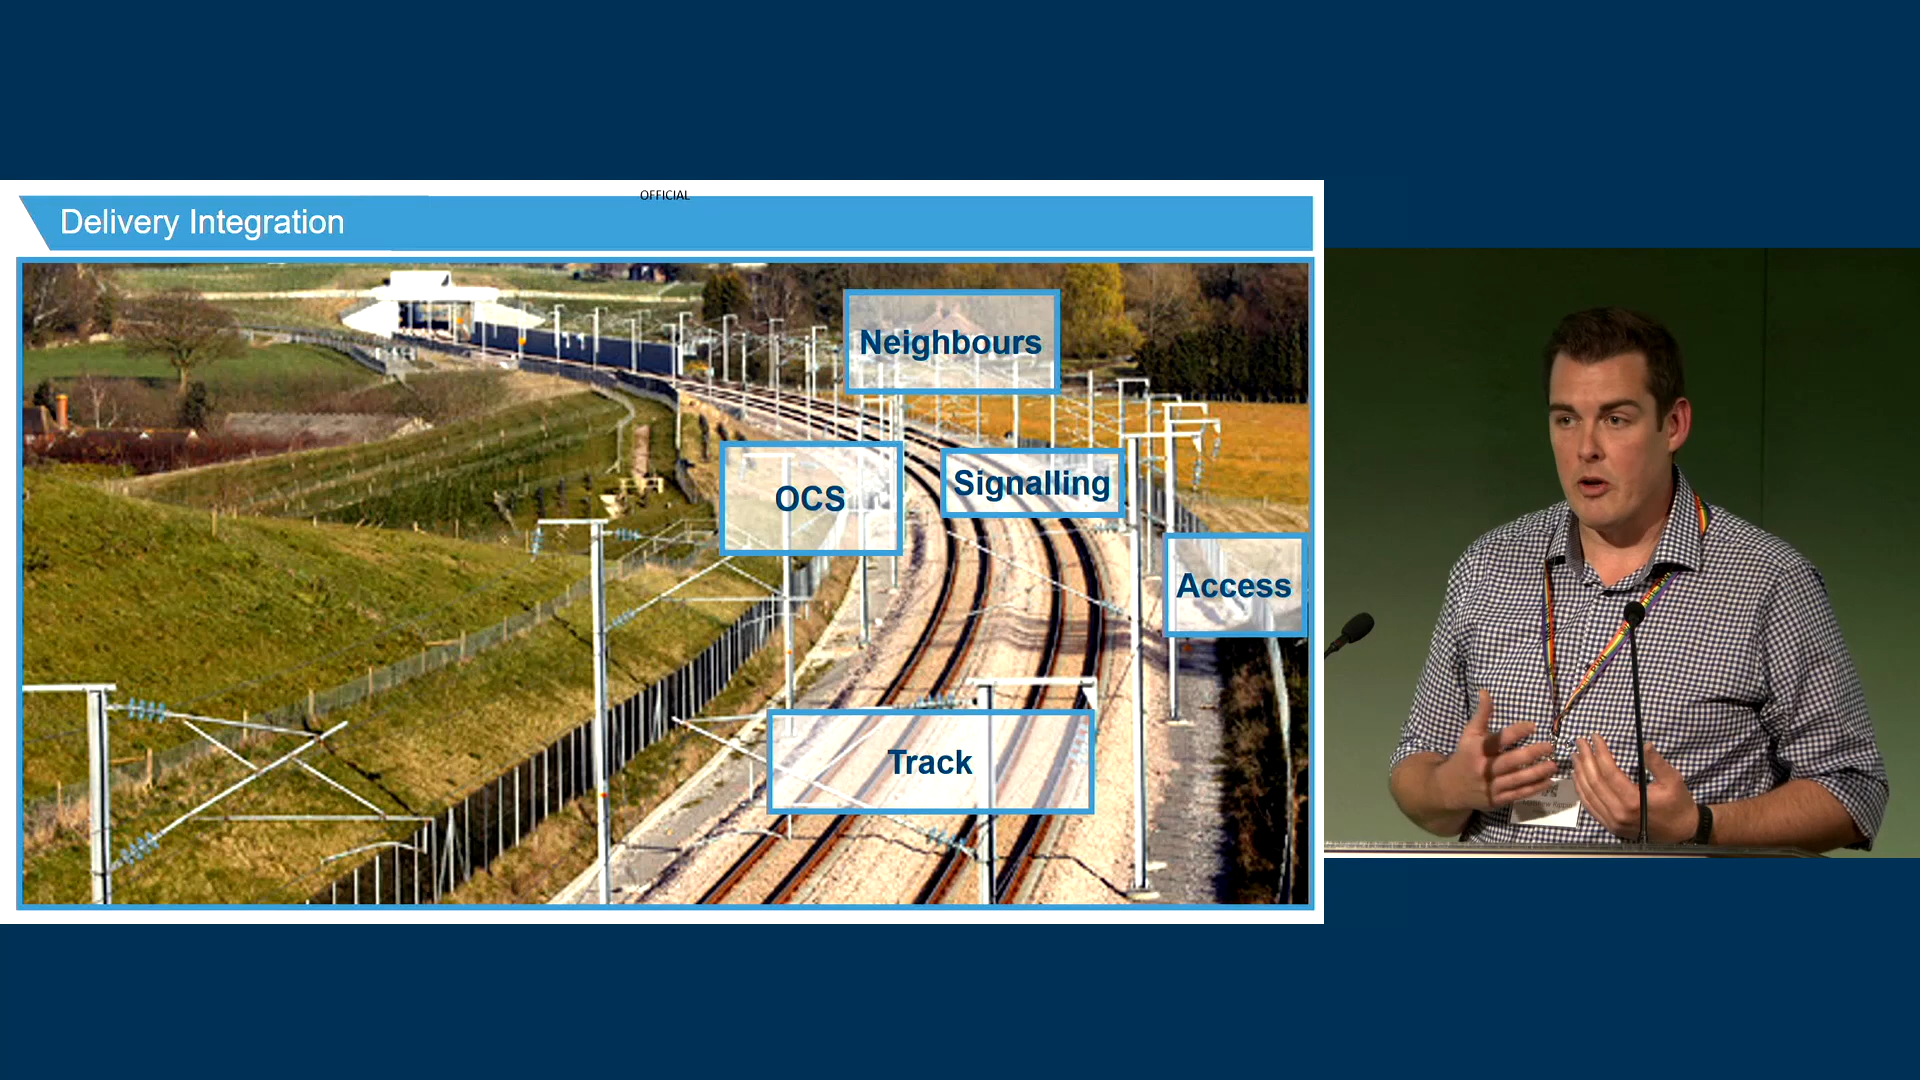 OFFICIAL
Delivery Integration
Neighbours
OCS
Signalling
Access
Track